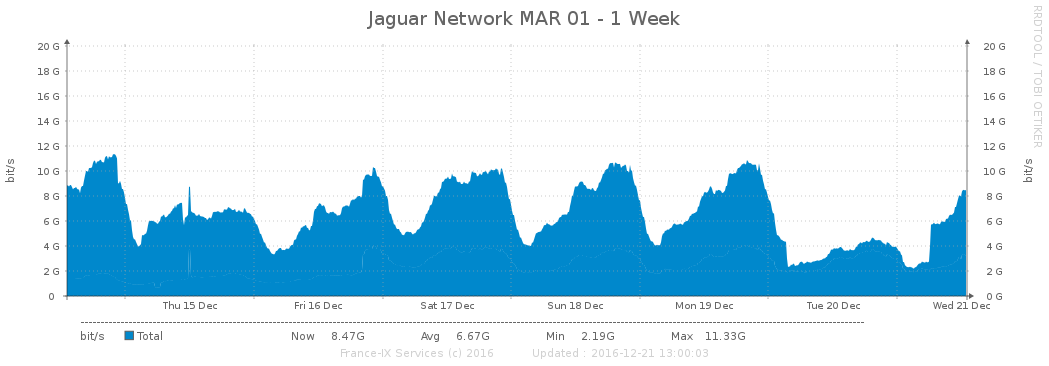 Jaguar Network MAR 01 - 1 Week
RRDTOOL / TOBI OETIKER
bit/s
20 G 20 G
18 G 18 G
16 G 16 G
14 G 14 G
12 G 12 G
10 G 10 G
8 G 8 G
6 G 6 G
4 G 4 G
2 G 2 G
0 0 G
bit/s
Thu 15 Dec Fri 16 Dec Sat 17 Dec Sun 18 Dec Mon 19 Dec Tue 20 Dec Wed 21 Dec
bit/s Total Now 8.47G Avg 6.67G Min 2.19G Max 11.33G
France-IX Services (c) 2016 Updated : 2016-12-21 13:00:03